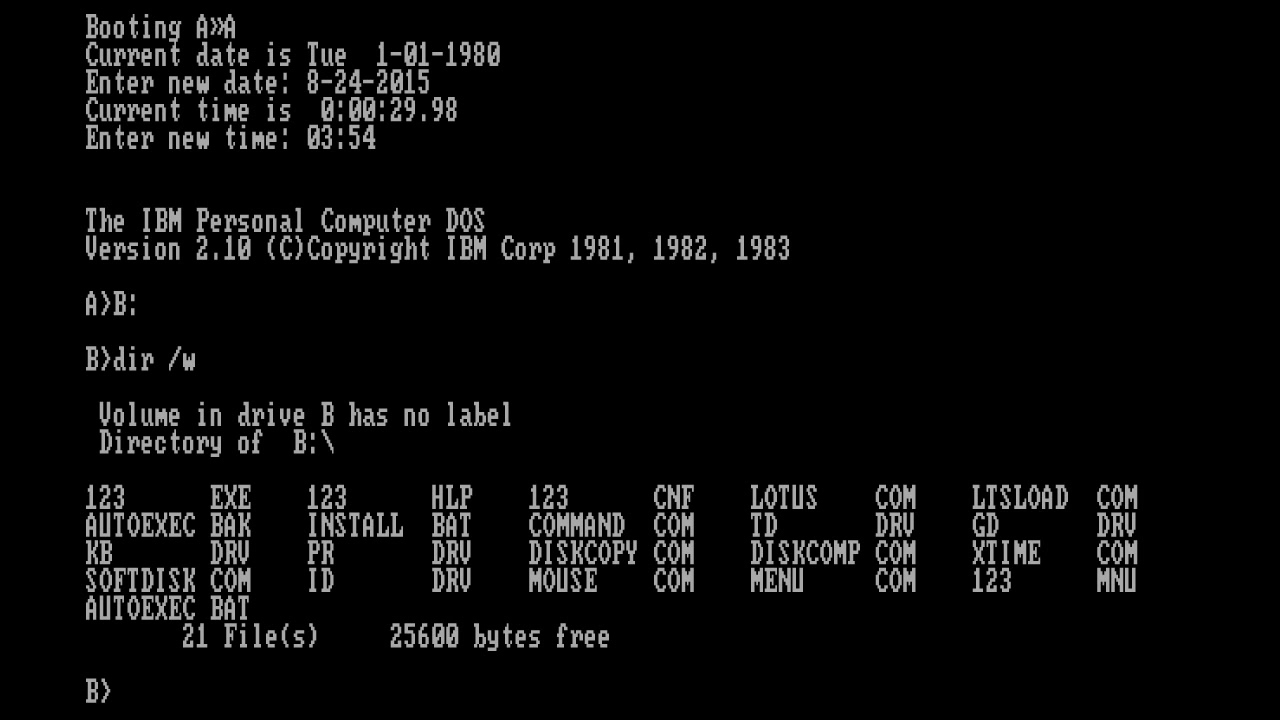 Booting A»A
Current date is Tue  1-01-1980
Enter new date: 8-24-2015
Current time is  0:00:29.98
Enter new time: 03:54
The IBM Personal Computer DOS
Version 2.10 (C)Copyright IBM Corp 1981, 1982, 1983
A>B:
B>dir /w
 Volume in drive B has no label
 Directory of  B:\
123      EXE    123      HLP    123      CNF    LOTUS    COM    LTSLOAD  COM
AUTOEXEC BAK    INSTALL  BAT    COMMAND  COM    TD       DRV    GD       DRV
KB       DRV    PR       DRV    DISKCOPY COM    DISKCOMP COM    XTIME    COM
SOFTDISK COM    ID       DRV    MOUSE    COM    MENU     COM    123      MNU
AUTOEXEC BAT
       21 File(s)     25600 bytes free
B>